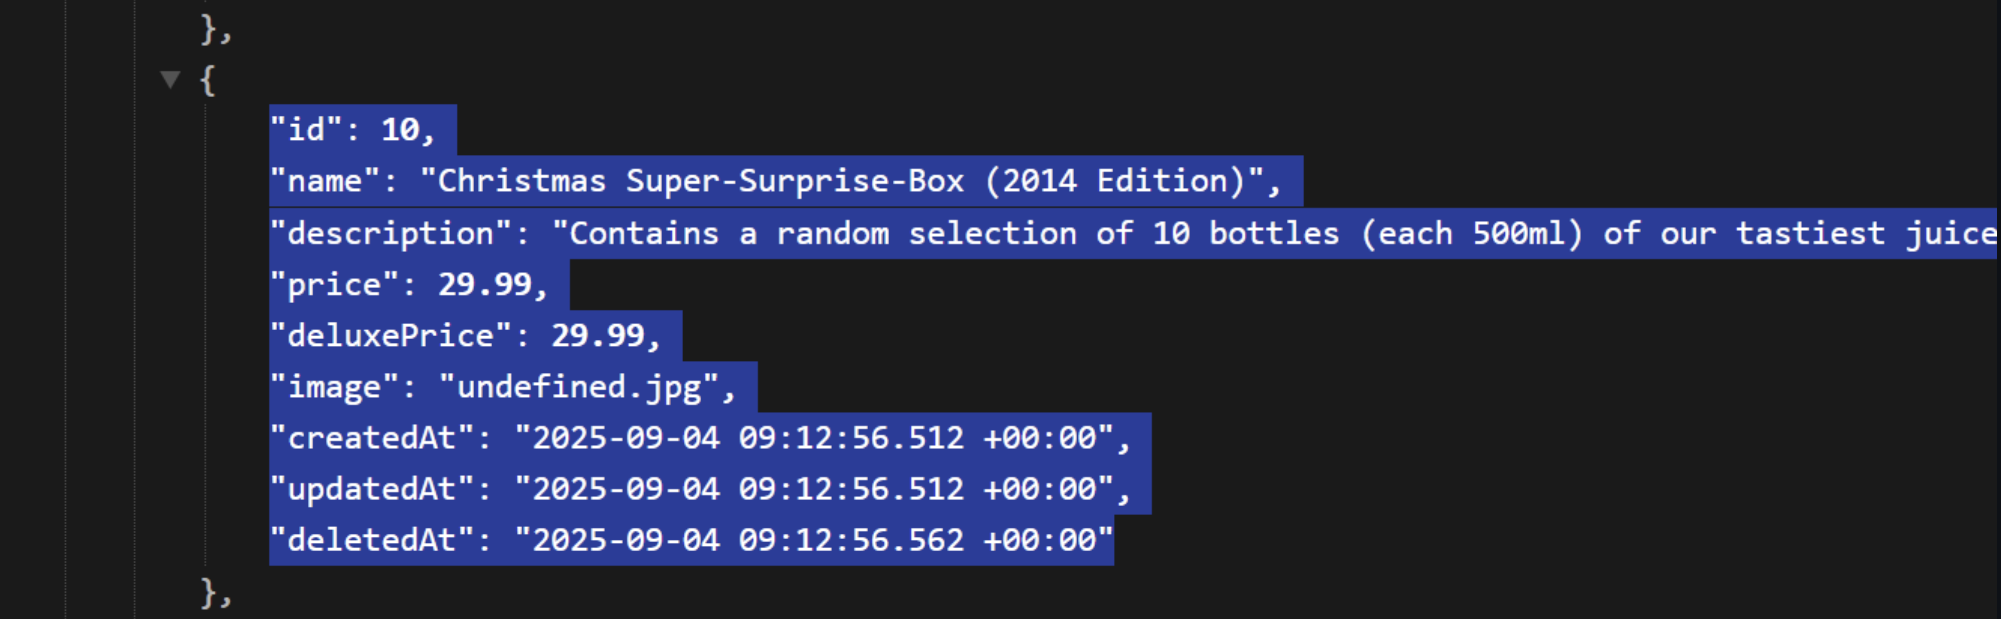 },
{
"id": 10,
"name": "Christmas Super-Surprise-Box (2014 Edition)",
"description": "Contains a random selection of 10 bottles (each 500ml) of our tastiest juice
"price": 29.99,
"deluxePrice": 29.99,
"image": "undefined.jpg",
"createdAt": "2025-09-04 09:12:56.512 +00:00",
"updatedAt": "2025-09-04 09:12:56.512 +00:00",
"deletedAt": "2025-09-04 09:12:56.562 +00:00"
},